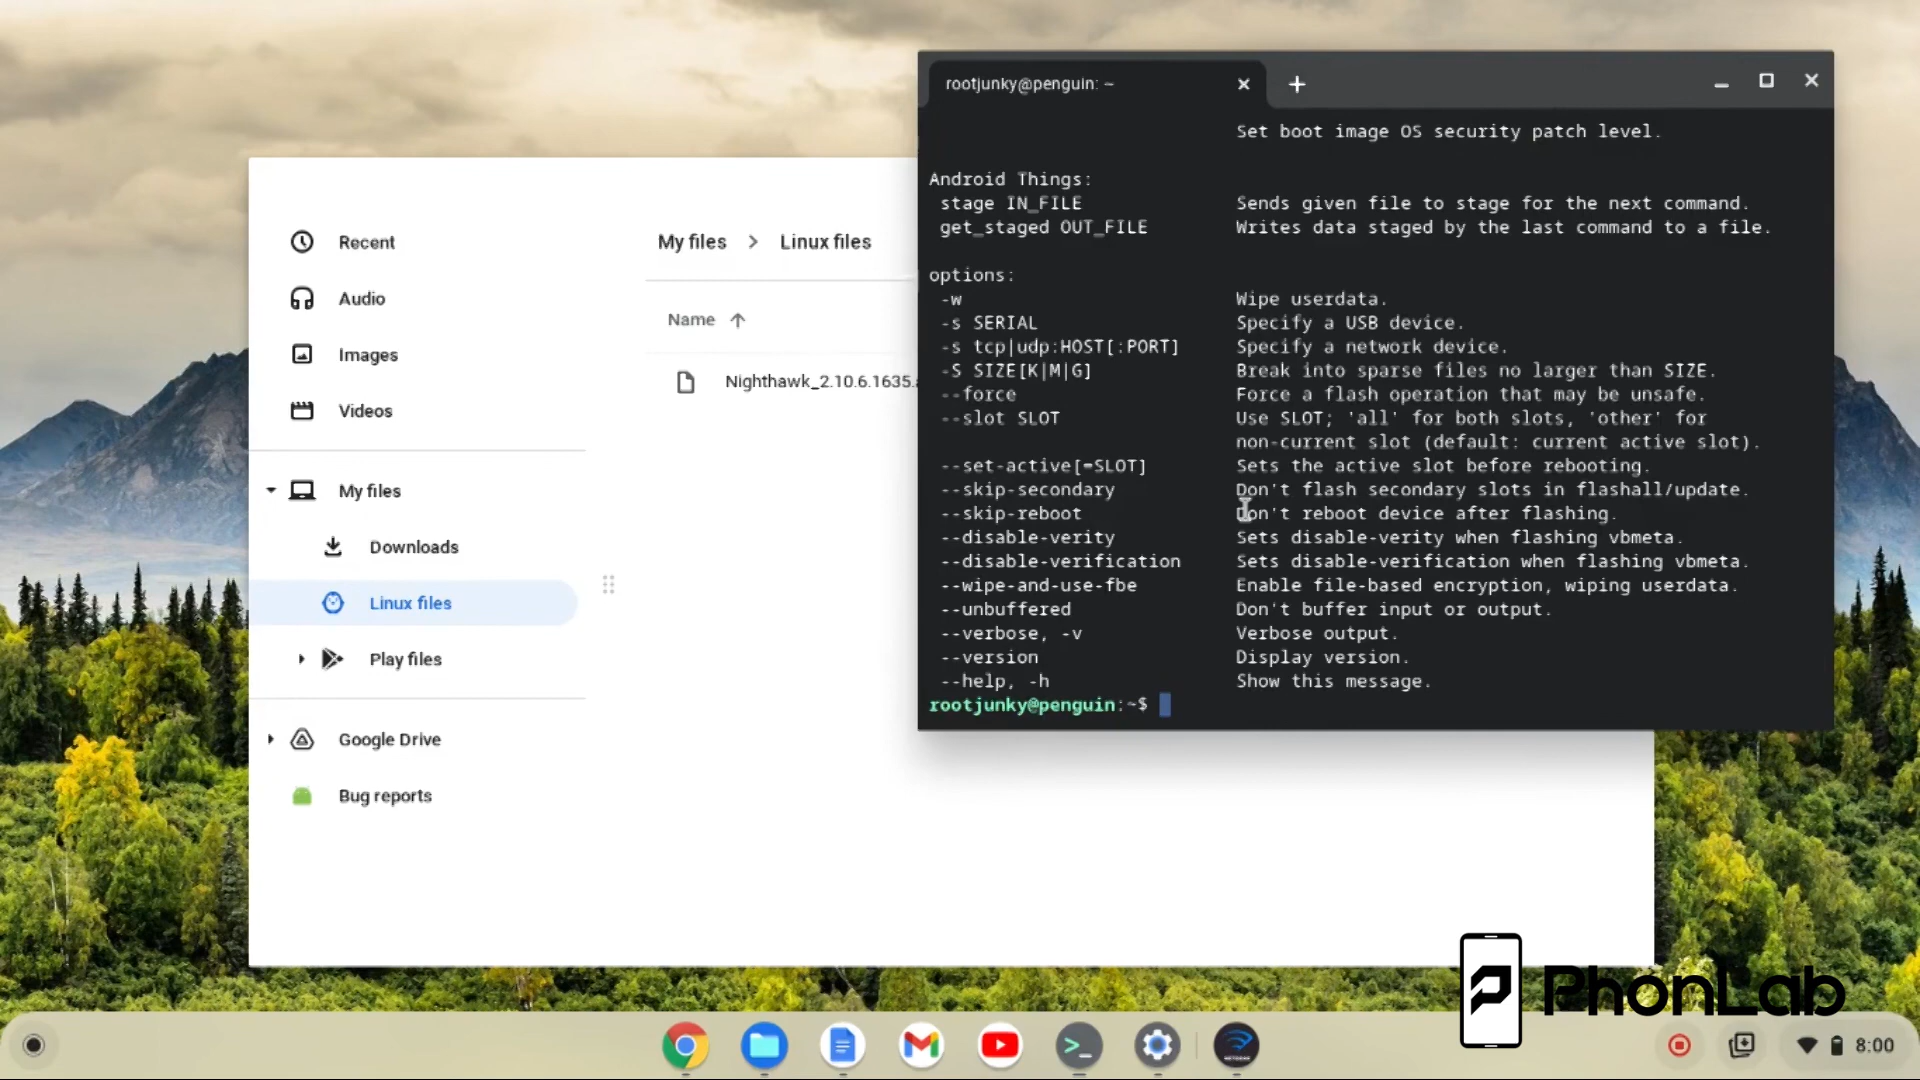 Recent
Audio
Images
Videos
My files
Downloads
Linux files
Play files
Google Drive
Bug reports
My files > Linux files
Name
Nighthawk_2.10.6.1635.
rootjunky@penguin: ~
Set boot image OS security patch level.
Android Things:
stage IN_FILE Sends given file to stage for the next command.
get_staged OUT_FILE Writes data staged by the last command to a file.
options:
-w Wipe userdata.
-s SERIAL Specify a USB device.
-s tcp|udp:HOST[:PORT] Specify a network device.
-S SIZE[K|M|G] Break into sparse files no larger than SIZE.
--force Force a flash operation that may be unsafe.
--slot SLOT Use SLOT; 'all' for both slots, 'other' for
non-current slot (default: current active slot).
--set-active[=SLOT] Sets the active slot before rebooting.
--skip-secondary Don't flash secondary slots in flashall/update.
--skip-reboot Don't reboot device after flashing.
--disable-verity Sets disable-verity when flashing vbmeta.
--disable-verification Sets disable-verification when flashing vbmeta.
--wipe-and-use-fbe Enable file-based encryption, wiping userdata.
--unbuffered Don't buffer input or output.
--verbose, -v Verbose output.
--version Display version.
--help, -h Show this message.
rootjunky@penguin:~$
PhonLab
8:00